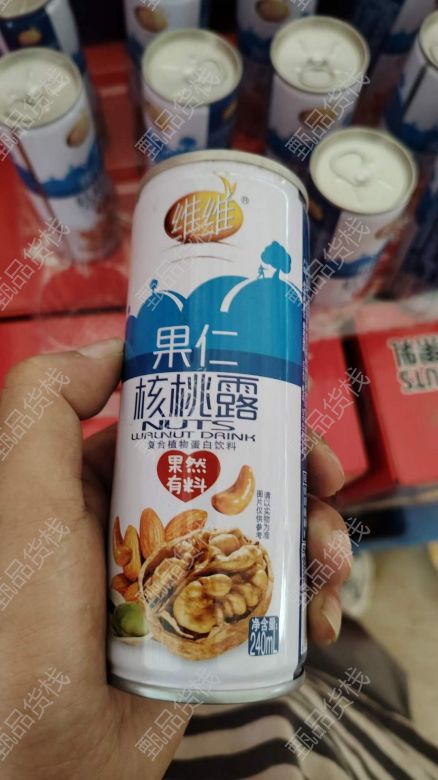 维维®
果仁
核桃露
NUTS
WALNUT DRINK
复合植物蛋白饮料
果然
有料
图片仅供参考
请以实物为准
净含量:
240mL
NUTS
甄品货栈